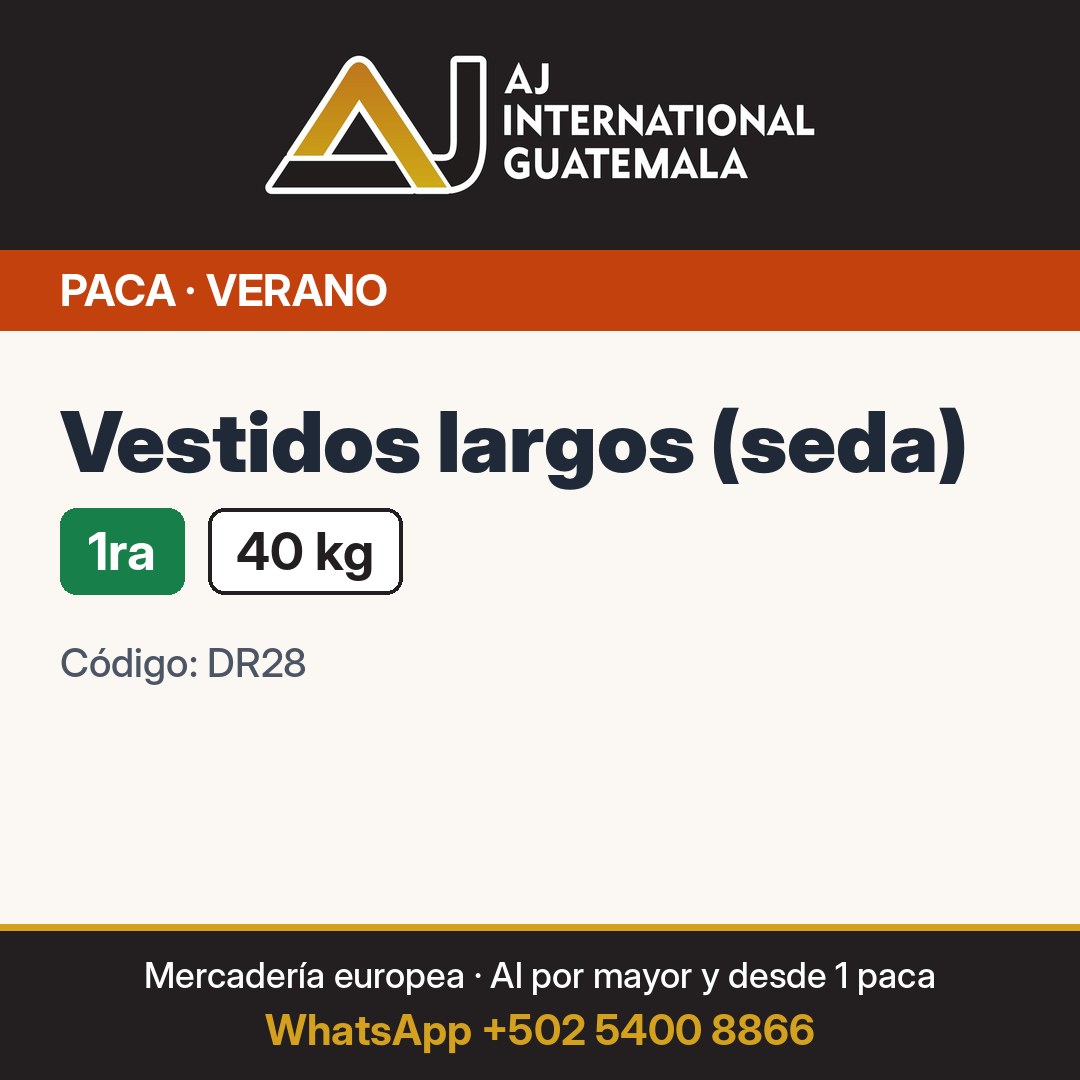 AJ
AJ
INTERNATIONAL
GUATEMALA
PACA · VERANO
Vestidos largos (seda)
1ra
40 kg
Código: DR28
Mercadería europea · Al por mayor y desde 1 paca
WhatsApp +502 5400 8866